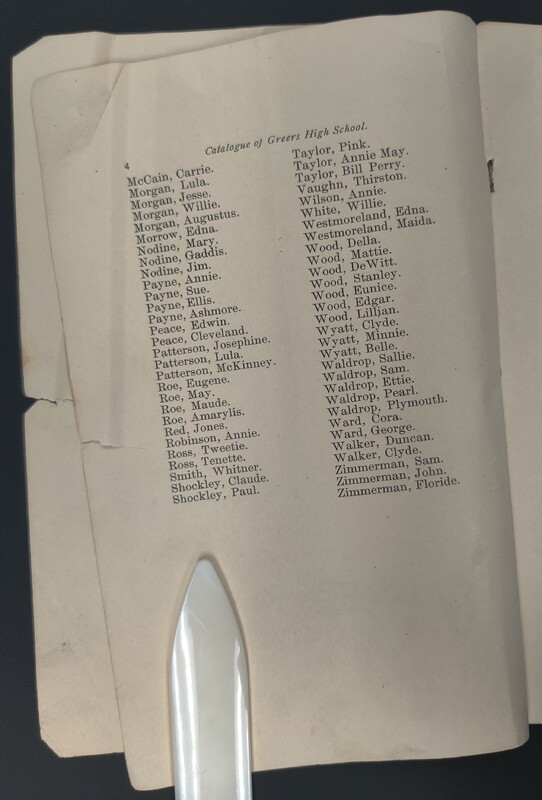 4
Catalogue of Greers High School.
McCain, Carrie.
Morgan, Lula.
Morgan, Jesse.
Morgan, Willie.
Morgan, Augustus.
Morrow, Edna.
Nodine, Mary.
Nodine, Gaddis.
Nodine, Jim.
Payne, Annie.
Payne, Sue.
Payne, Ellis.
Payne, Ashmore.
Peace, Edwin.
Peace, Cleveland.
Patterson, Josephine.
Patterson, Lula.
Patterson, McKinney.
Roe, Eugene.
Roe, May.
Roe, Maude.
Roe, Amarylis.
Red, Jones.
Robinson, Annie.
Ross, Tweetie.
Ross, Tenette.
Smith, Whitner.
Shockley, Claude.
Shockley, Paul.
Taylor, Pink.
Taylor, Annie May.
Taylor, Bill Perry.
Vaughn, Thirston.
Wilson, Annie.
White, Willie.
Westmoreland, Edna.
Westmoreland, Maida.
Wood, Della.
Wood, Mattie.
Wood, DeWitt.
Wood, Stanley.
Wood, Eunice.
Wood, Edgar.
Wood, Lillian.
Wyatt, Clyde.
Wyatt, Minnie.
Wyatt, Belle.
Waldrop, Sallie.
Waldrop, Sam.
Waldrop, Ettie.
Waldrop, Pearl.
Waldrop, Plymouth.
Ward, Cora.
Ward, George.
Walker, Duncan.
Walker, Clyde.
Zimmerman, Sam.
Zimmerman, John.
Zimmerman, Floride.